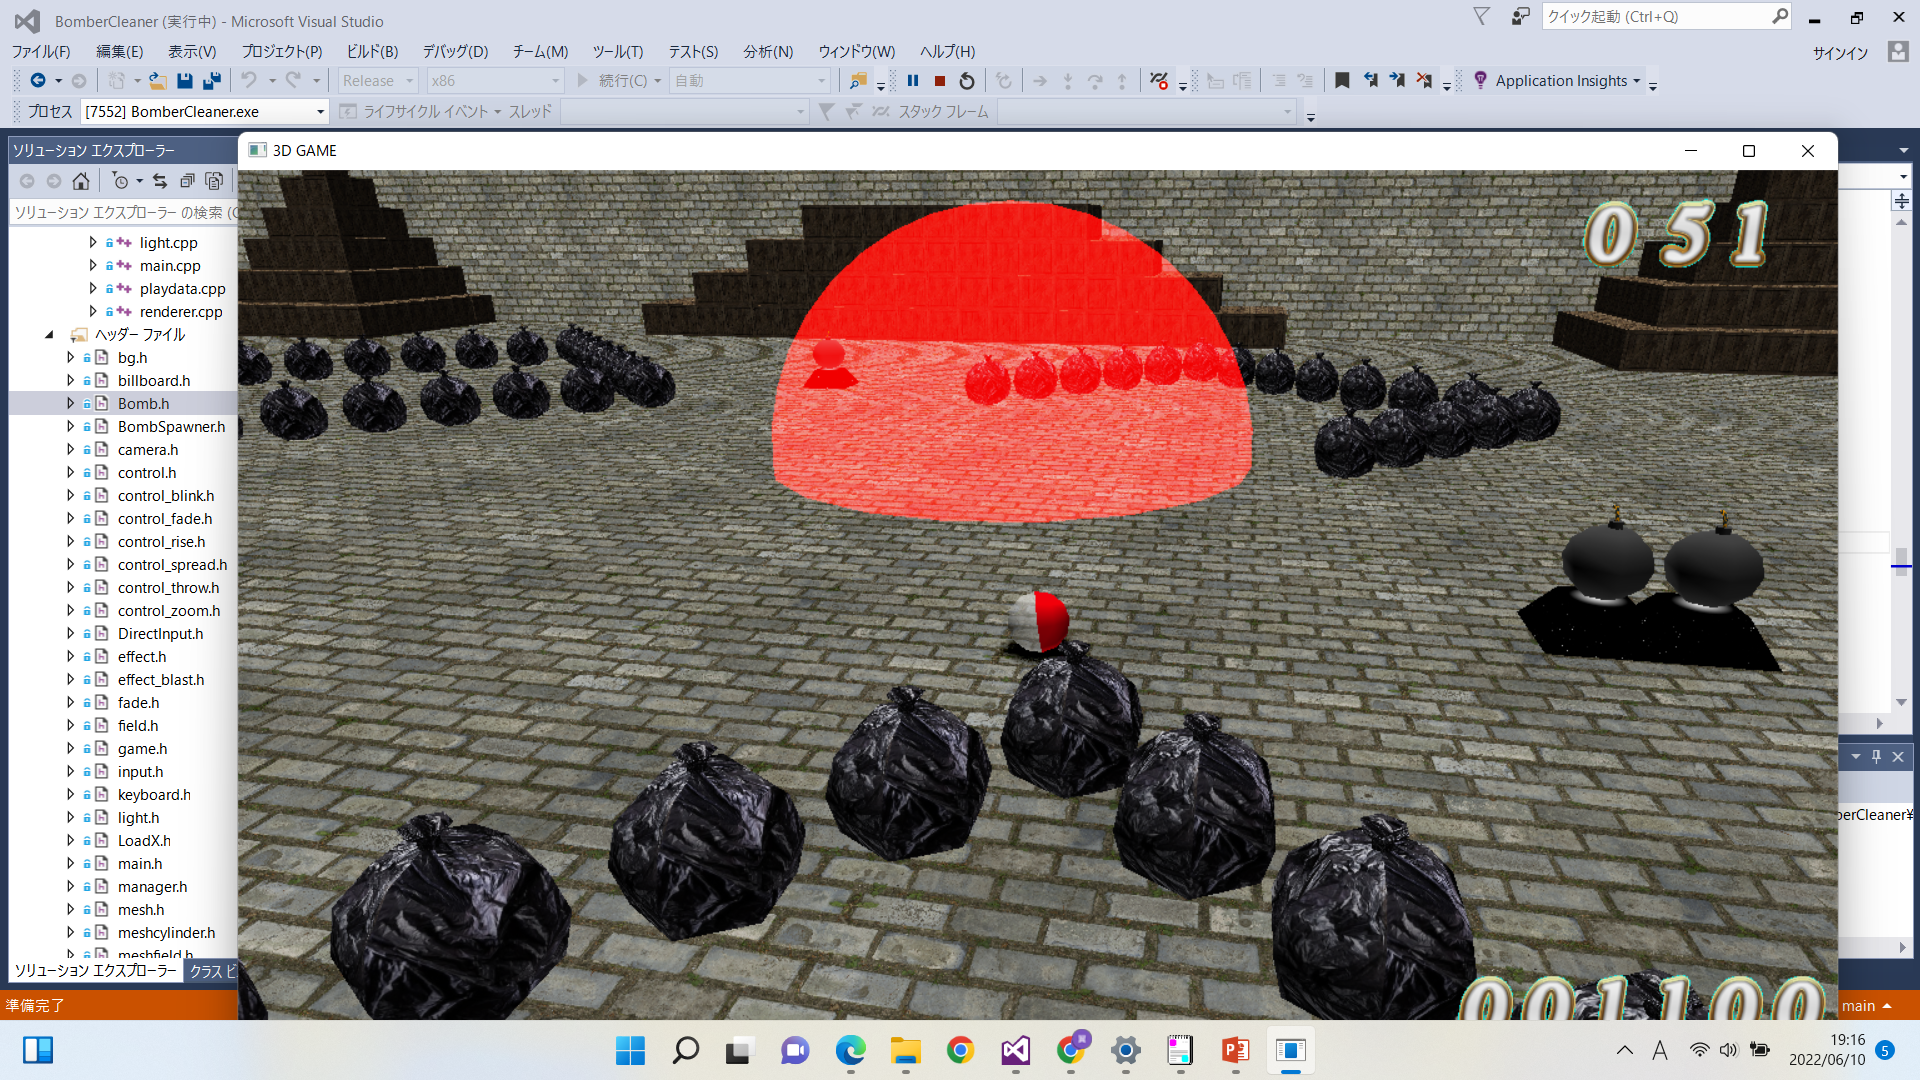 BomberCleaner (実行中) - Microsoft Visual Studio
クイック起動 (Ctrl+Q)
ファイル(F) 編集(E) 表示(V) プロジェクト(P) ビルド(B) デバッグ(D) チーム(M) ツール(T) テスト(S) 分析(N) ウィンドウ(W) ヘルプ(H)
サインイン
Release x86 続行(C) 自動 Application Insights
プロセス [7552] BomberCleaner.exe ライフサイクル イベント スレッド スタック フレーム
ソリューション エクスプローラー
3D GAME
ソリューション エクスプローラー の検索 (C
051
light.cpp
main.cpp
playdata.cpp
renderer.cpp
ヘッダー ファイル
bg.h
billboard.h
Bomb.h
BombSpawner.h
camera.h
control.h
control_blink.h
control_fade.h
control_rise.h
control_spread.h
control_throw.h
control_zoom.h
DirectInput.h
effect.h
effect_blast.h
fade.h
field.h
game.h
input.h
keyboard.h
light.h
LoadX.h
main.h
manager.h
mesh.h
meshcylinder.h
meshfield.h
berCleaner¥
ソリューション エクスプローラー クラス ビ
001100
準備完了
main
A
19:16
2022/06/10
5